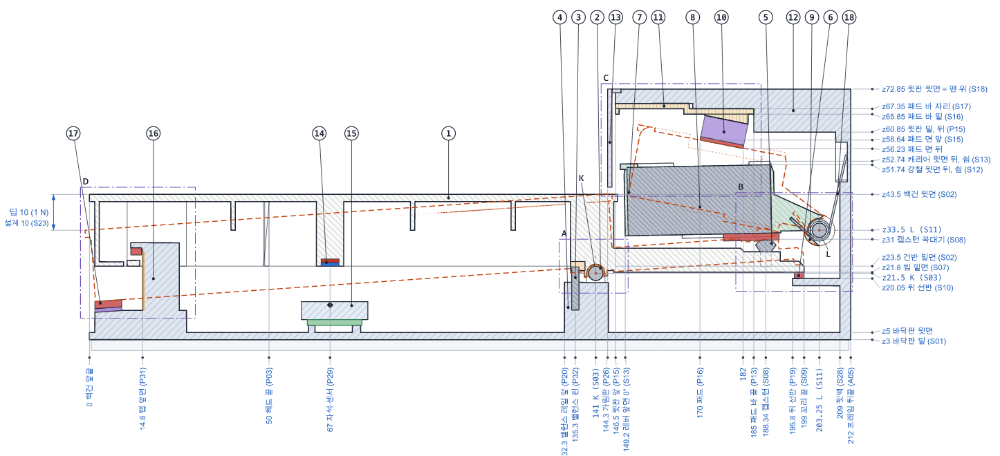 4
3
2
13
7
11
8
10
5
12
9
6
18
17
16
1
14
15
C
D
K
B
A
L
z72.85 윗판 윗면 = 맨 위 (S18)
z67.35 패드 바 자리 (S17)
z65.85 패드 바 밑 (S16)
z60.85 윗판 밑, 뒤 (P15)
z58.64 패드 면 앞 (S15)
z56.23 패드 면 뒤
z52.74 캐리어 윗면 뒤, 쉼 (S13)
z51.74 강철 윗면 뒤, 쉼 (S12)
z43.5 백건 윗면 (S02)
z33.5 L (S11)
z31 캡스턴 꼭대기 (S08)
z23.5 건반 밑면 (S02)
z21.8 빔 밑면 (S07)
z21.5 K (S03)
z20.05 뒤 선반 (S10)
z5 바닥판 윗면
z3 바닥판 밑 (S01)
딥 10 (1 N)
설계 10 (S23)
0 백건 앞끝
14.8 탭 앞면 (P31)
50 헤드 끝 (P03)
67 자석·센서 (P29)
32.3 밸런스 레일 앞 (P20)
135.3 밸런스 핀 (P32)
141 K (S03)
144.3 가림판 (P26)
146.5 윗판 앞 (P15)
149.2 레버 앞면 0° (S13)
170 패드 (P16)
182
185 패드 바 끝 (P13)
188.34 캡스턴 (S08)
195.8 뒤 선반 (P19)
199 꼬리 끝 (S09)
203.25 L (S11)
209 뒷벽 (S28)
212 프레임 뒤끝 (A05)